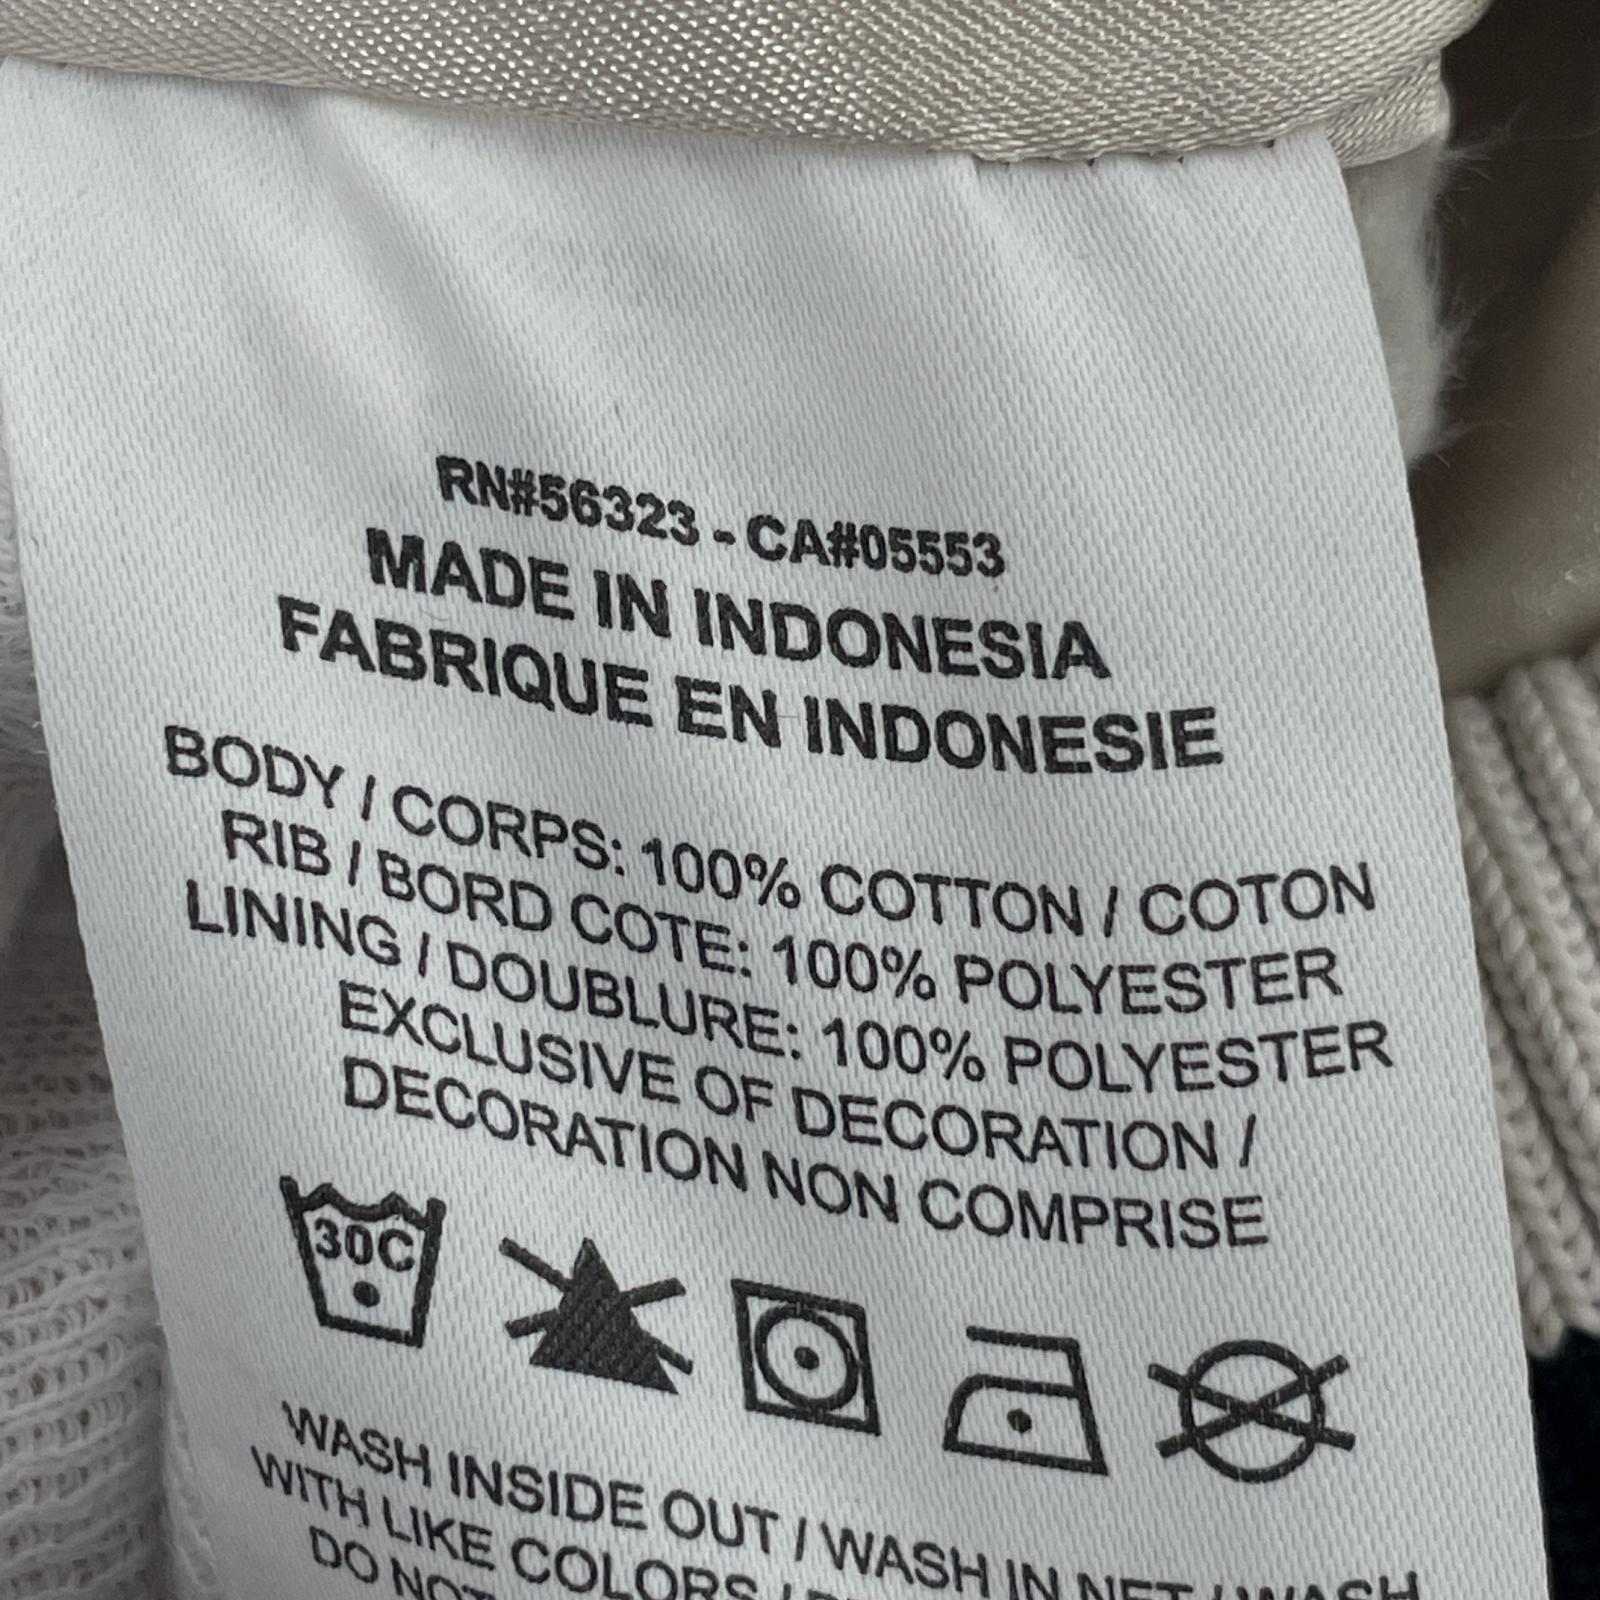 RN#56323 - CA#05553
MADE IN INDONESIA
FABRIQUE EN INDONESIE
BODY / CORPS: 100% COTTON / COTON
RIB / BORD COTE: 100% POLYESTER
LINING / DOUBLURE: 100% POLYESTER
EXCLUSIVE OF DECORATION /
DECORATION NON COMPRISE
30C
WASH INSIDE OUT / WASH IN NET / WASH
WITH LIKE COLORS /
DO NOT